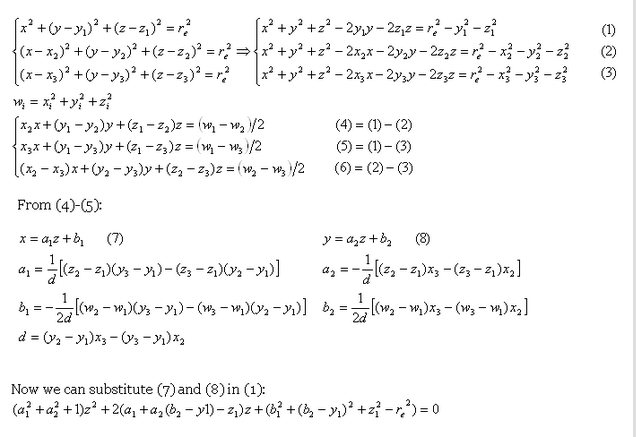 x² + (y−y₁)² + (z−z₁)² = rₑ² ⇒ x² + y² + z² − 2y₁y − 2z₁z = rₑ² − y₁² − z₁² (1)
(x−x₂)² + (y−y₂)² + (z−z₂)² = rₑ² x² + y² + z² − 2x₂x − 2y₂y − 2z₂z = rₑ² − x₂² − y₂² − z₂² (2)
(x−x₃)² + (y−y₃)² + (z−z₃)² = rₑ² x² + y² + z² − 2x₃x − 2y₃y − 2z₃z = rₑ² − x₃² − y₃² − z₃² (3)
wᵢ = xᵢ² + yᵢ² + zᵢ²
x₂x + (y₁ − y₂)y + (z₁ − z₂)z = (w₁ − w₂)/2 (4) = (1) − (2)
x₃x + (y₁ − y₃)y + (z₁ − z₃)z = (w₁ − w₃)/2 (5) = (1) − (3)
(x₂ − x₃)x + (y₂ − y₃)y + (z₂ − z₃)z = (w₂ − w₃)/2 (6) = (2) − (3)
From (4)-(5):
x = a₁z + b₁ (7) y = a₂z + b₂ (8)
a₁ = 1/d [(z₂ − z₁)(y₃ − y₁) − (z₃ − z₁)(y₂ − y₁)] a₂ = −1/d [(z₂ − z₁)x₃ − (z₃ − z₁)x₂]
b₁ = −1/2d [(w₂ − w₁)(y₃ − y₁) − (w₃ − w₁)(y₂ − y₁)] b₂ = 1/2d [(w₂ − w₁)x₃ − (w₃ − w₁)x₂]
d = (y₂ − y₁)x₃ − (y₃ − y₁)x₂
Now we can substitute (7) and (8) in (1):
(a₁² + a₂² + 1)z² + 2(a₁ + a₂(b₂ − y1) − z₁)z + (b₁² + (b₂ − y₁)² + z₁² − rₑ²) = 0